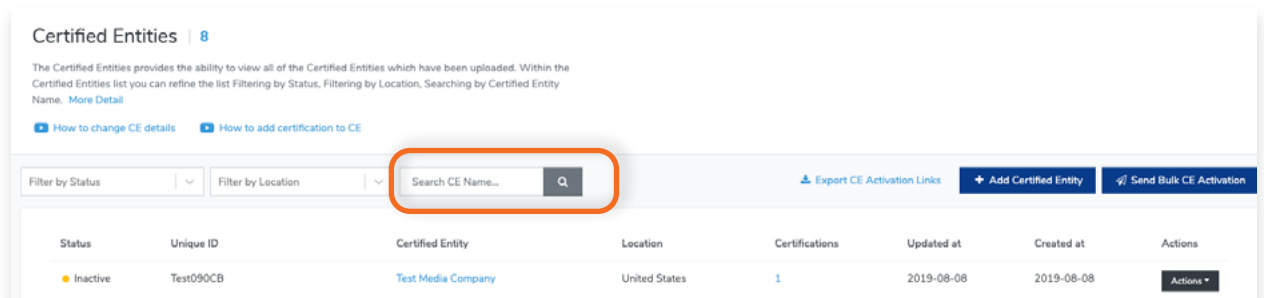 Certified Entities | 8
The Certified Entities provides the ability to view all of the Certified Entities which have been uploaded. Within the
Certified Entities list you can refine the list Filtering by Status, Filtering by Location, Searching by Certified Entity
Name. More Detail
How to change CE details How to add certification to CE
Filter by Status Filter by Location Search CE Name... Export CE Activation Links + Add Certified Entity Send Bulk CE Activation
Status Unique ID Certified Entity Location Certifications Updated at Created at Actions
Inactive Test090CB Test Media Company United States 1 2019-08-08 2019-08-08 Actions